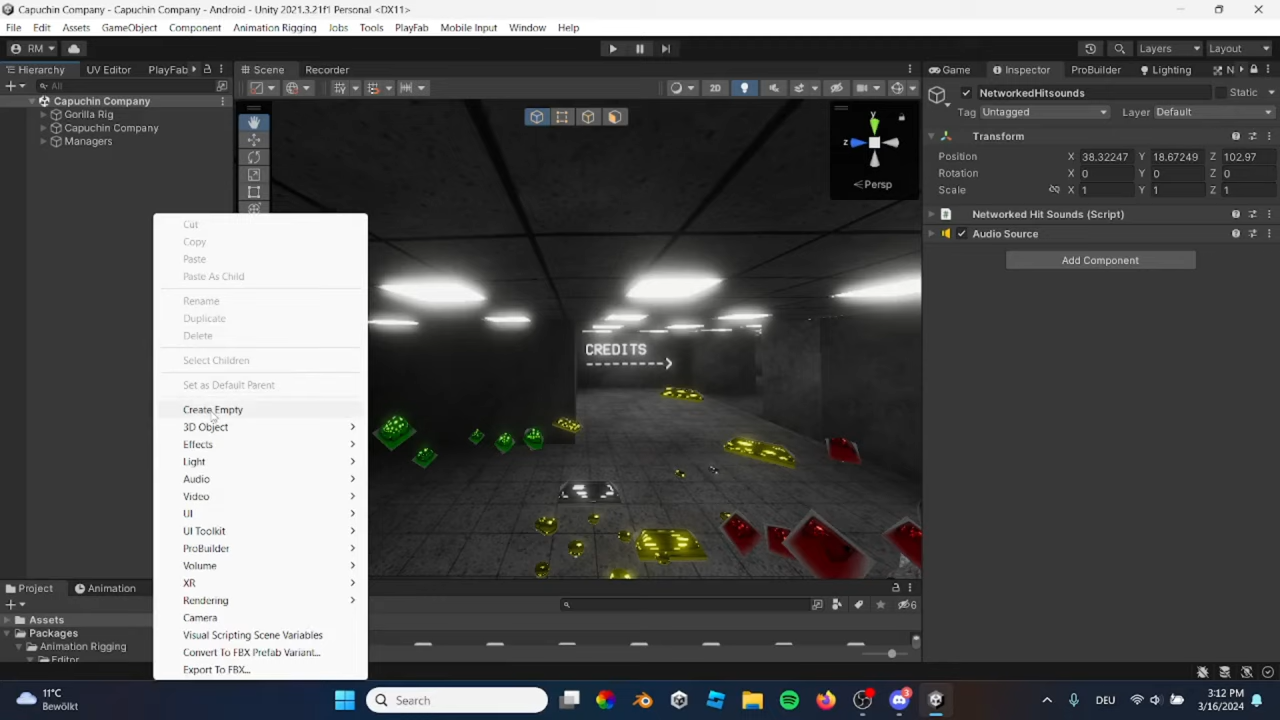 Capuchin Company - Capuchin Company - Android - Unity 2021.3.21f1 Personal <DX11>
File Edit Assets GameObject Component Animation Rigging Jobs Tools PlayFab Mobile Input Window Help
RM Layers Layout
Hierarchy UV Editor PlayFab Scene Recorder Game Inspector ProBuilder Lighting N
All 2D NetworkedHitsounds Static
Capuchin Company
Gorilla Rig Tag Untagged Layer Default
Capuchin Company y Transform
Managers z Position X 38.32247 Y 18.67249 Z 102.97
Rotation X 0 Y 0 Z 0
Persp Scale X 1 Y 1 Z 1
Networked Hit Sounds (Script)
Cut Audio Source
Copy
Paste Add Component
Paste As Child
Rename
Duplicate
Delete
CREDITS
Select Children
Set as Default Parent
Create Empty
3D Object
Effects
Light
Audio
Video
UI
UI Toolkit
ProBuilder
Volume
XR
Project Animation
Rendering 6
Assets Camera
Packages Visual Scripting Scene Variables
Animation Rigging Convert To FBX Prefab Variant...
Editor Export To FBX...
11°C Search 3 DEU 3:12 PM
Bewölkt 3/16/2024